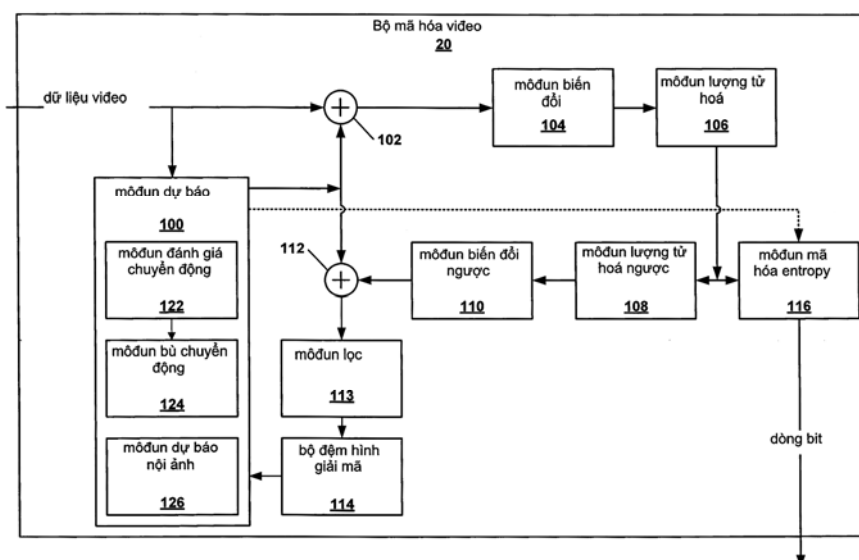 Bộ mã hóa viđeo
20
dữ liệu viđeo
102
môđun biến
đổi
104
môđun lượng tử
hoá
106
môđun dự báo
100
môđun đánh giá
chuyển động
122
môđun bù chuyển
động
124
môđun dự báo
nội ảnh
126
112
môđun biến đổi
ngược
110
môđun lượng tử
hoá ngược
108
môđun mã
hóa entropy
116
môđun lọc
113
bộ đệm hình
giải mã
114
dòng bit